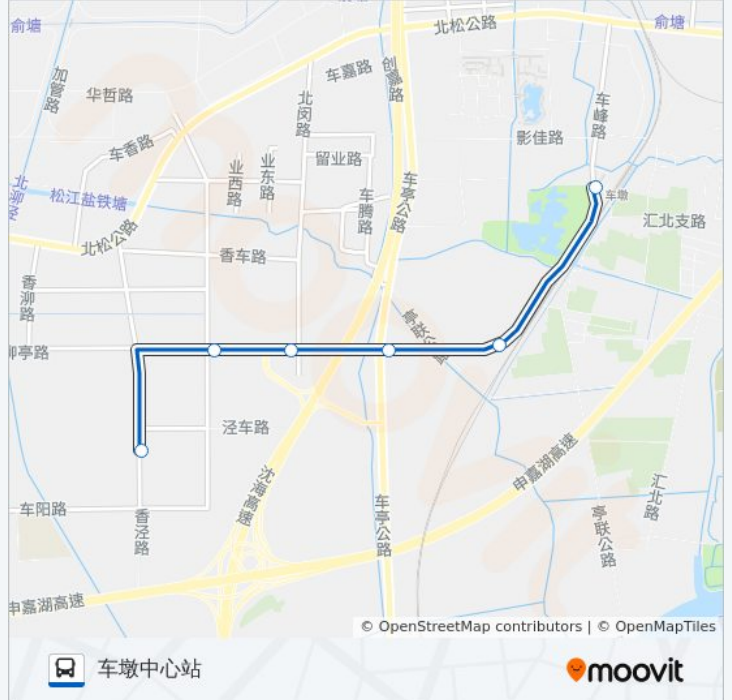 俞塘
北松公路
俞塘
加管路
华哲路
车嘉路
创嘉路
北闵路
车峰路
影佳路
车香路
留业路
业西路
业东路
车腾路
车亭公路
松江盐铁塘
车墩
汇北支路
北松公路
香车路
香泖路
亭联公路
泖亭路
泾车路
沈海高速
申嘉湖高速
汇北路
车阳路
香泾路
车亭公路
亭联公路
申嘉湖高速
© OpenStreetMap contributors | © OpenMapTiles
车墩中心站
moovit